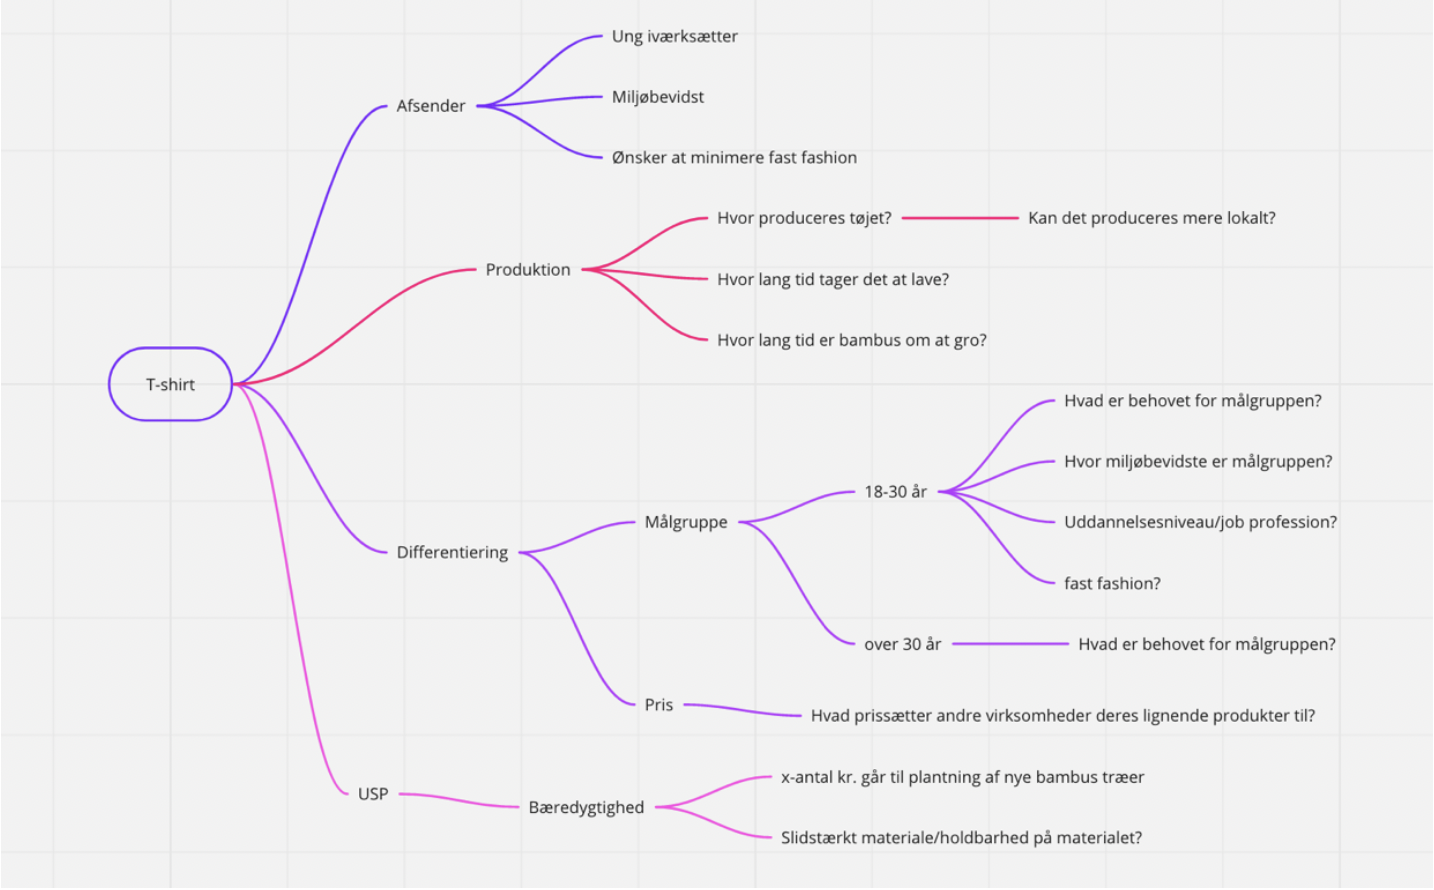 Ung iværksætter
Afsender
Miljøbevidst
Ønsker at minimere fast fashion
Hvor produceres tøjet?
Kan det produceres mere lokalt?
Produktion
Hvor lang tid tager det at lave?
Hvor lang tid er bambus om at gro?
T-shirt
Hvad er behovet for målgruppen?
Hvor miljøbevidste er målgruppen?
18-30 år
Målgruppe
Uddannelsesniveau/job profession?
Differentiering
fast fashion?
over 30 år
Hvad er behovet for målgruppen?
Pris
Hvad prissætter andre virksomheder deres lignende produkter til?
USP
Bæredygtighed
x-antal kr. går til plantning af nye bambus træer
Slidstærkt materiale/holdbarhed på materialet?